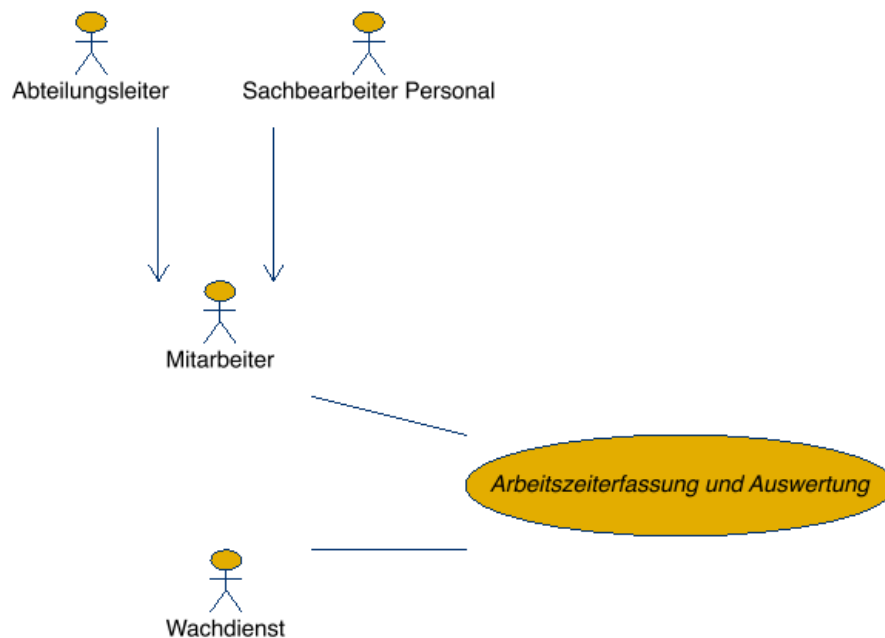 Abteilungsleiter
Sachbearbeiter Personal
Mitarbeiter
Arbeitszeiterfassung und Auswertung
Wachdienst